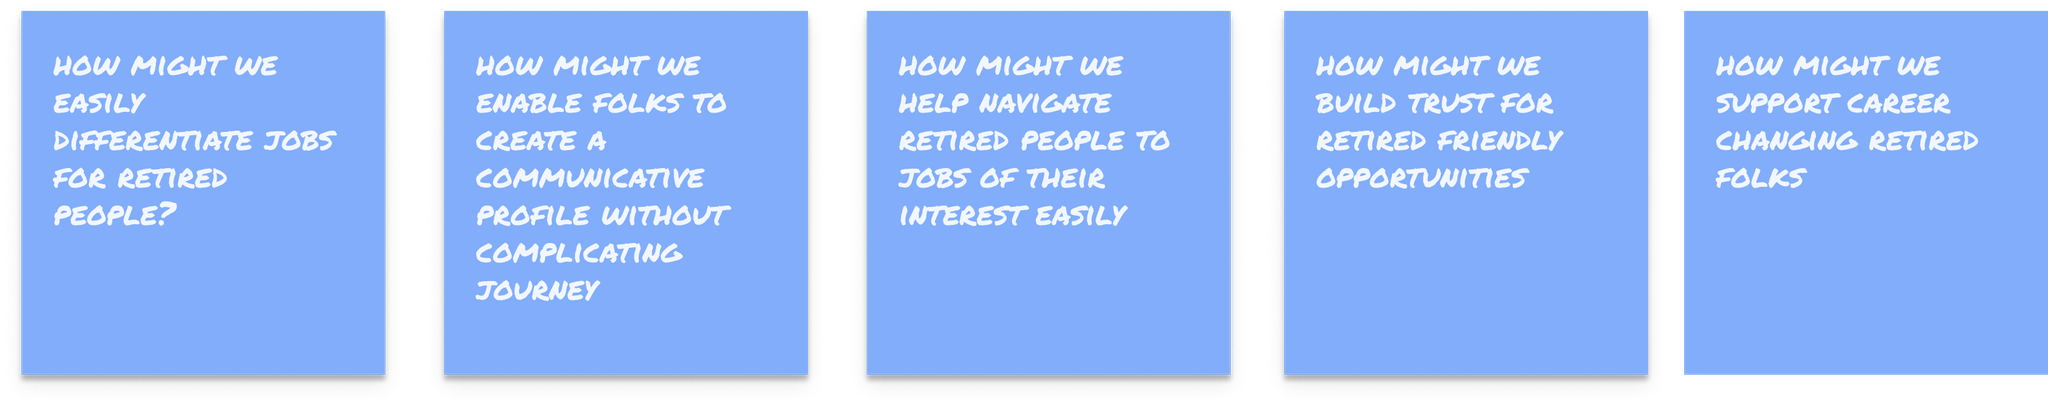 HOW MIGHT WE
EASILY
DIFFERENTIATE JOBS
FOR RETIRED
PEOPLE?
HOW MIGHT WE
ENABLE FOLKS TO
CREATE A
COMMUNICATIVE
PROFILE WITHOUT
COMPLICATING
JOURNEY
HOW MIGHT WE
HELP NAVIGATE
RETIRED PEOPLE TO
JOBS OF THEIR
INTEREST EASILY
HOW MIGHT WE
BUILD TRUST FOR
RETIRED FRIENDLY
OPPORTUNITIES
HOW MIGHT WE
SUPPORT CAREER
CHANGING RETIRED
FOLKS